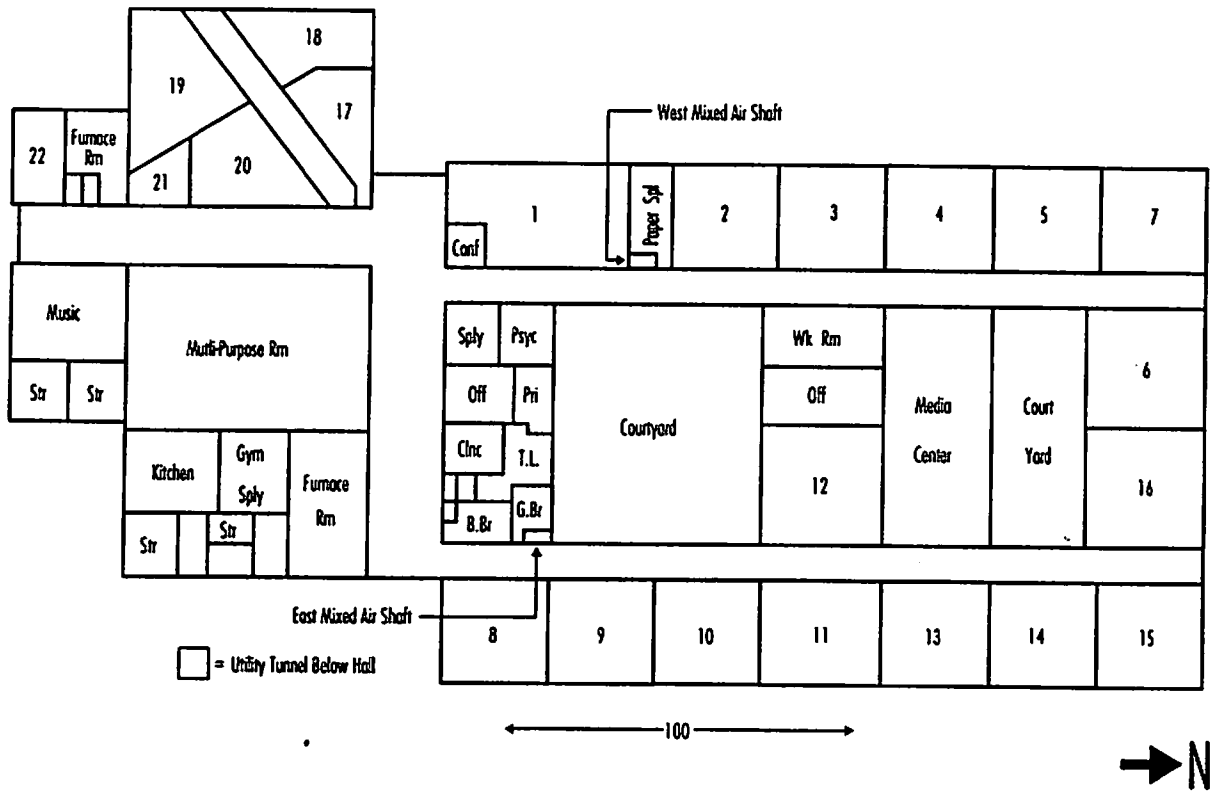 18
19
17
West Mixed Air Shaft
22
Furnace
Rm
20
21
1
Paper Spl
2
3
4
5
7
Conf
Music
Mutli-Purpose Rm
Sply
Psyc
Wk Rm
6
Str
Str
Off
Pri
Off
Courtyard
Media
Center
Court
Yard
Clnc
T.L.
Kitchen
Gym
Sply
Furnace
Rm
12
16
G.Br
B.Br
Str
Str
East Mixed Air Shaft
8
9
10
11
13
14
15
= Utility Tunnel Below Hall
100
N